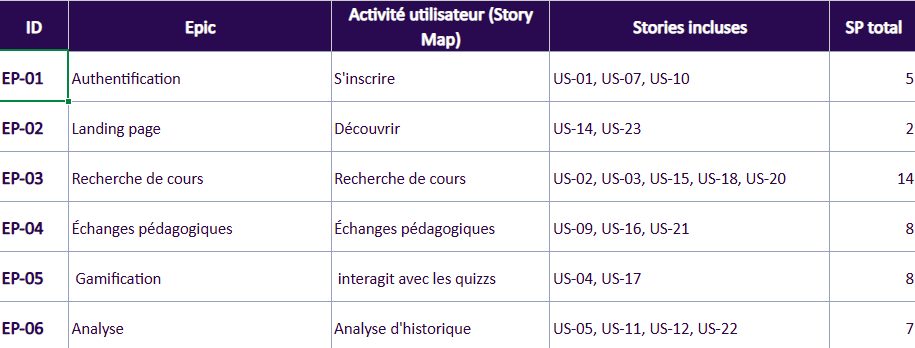 ID Epic Activité utilisateur (Story Map) Stories incluses SP total
EP-01 Authentification S'inscrire US-01, US-07, US-10 5
EP-02 Landing page Découvrir US-14, US-23 2
EP-03 Recherche de cours Recherche de cours US-02, US-03, US-15, US-18, US-20 14
EP-04 Échanges pédagogiques Échanges pédagogiques US-09, US-16, US-21 8
EP-05 Gamification interagit avec les quizzs US-04, US-17 8
EP-06 Analyse Analyse d'historique US-05, US-11, US-12, US-22 7